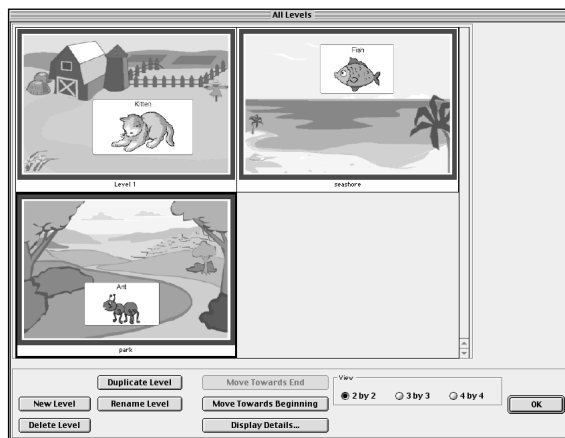 All Levels
Kitten
Fish
Level 1
seashore
Ant
park
Duplicate Level
Move Towards End
View
2 by 2
3 by 3
4 by 4
New Level
Rename Level
Move Towards Beginning
OK
Delete Level
Display Details...